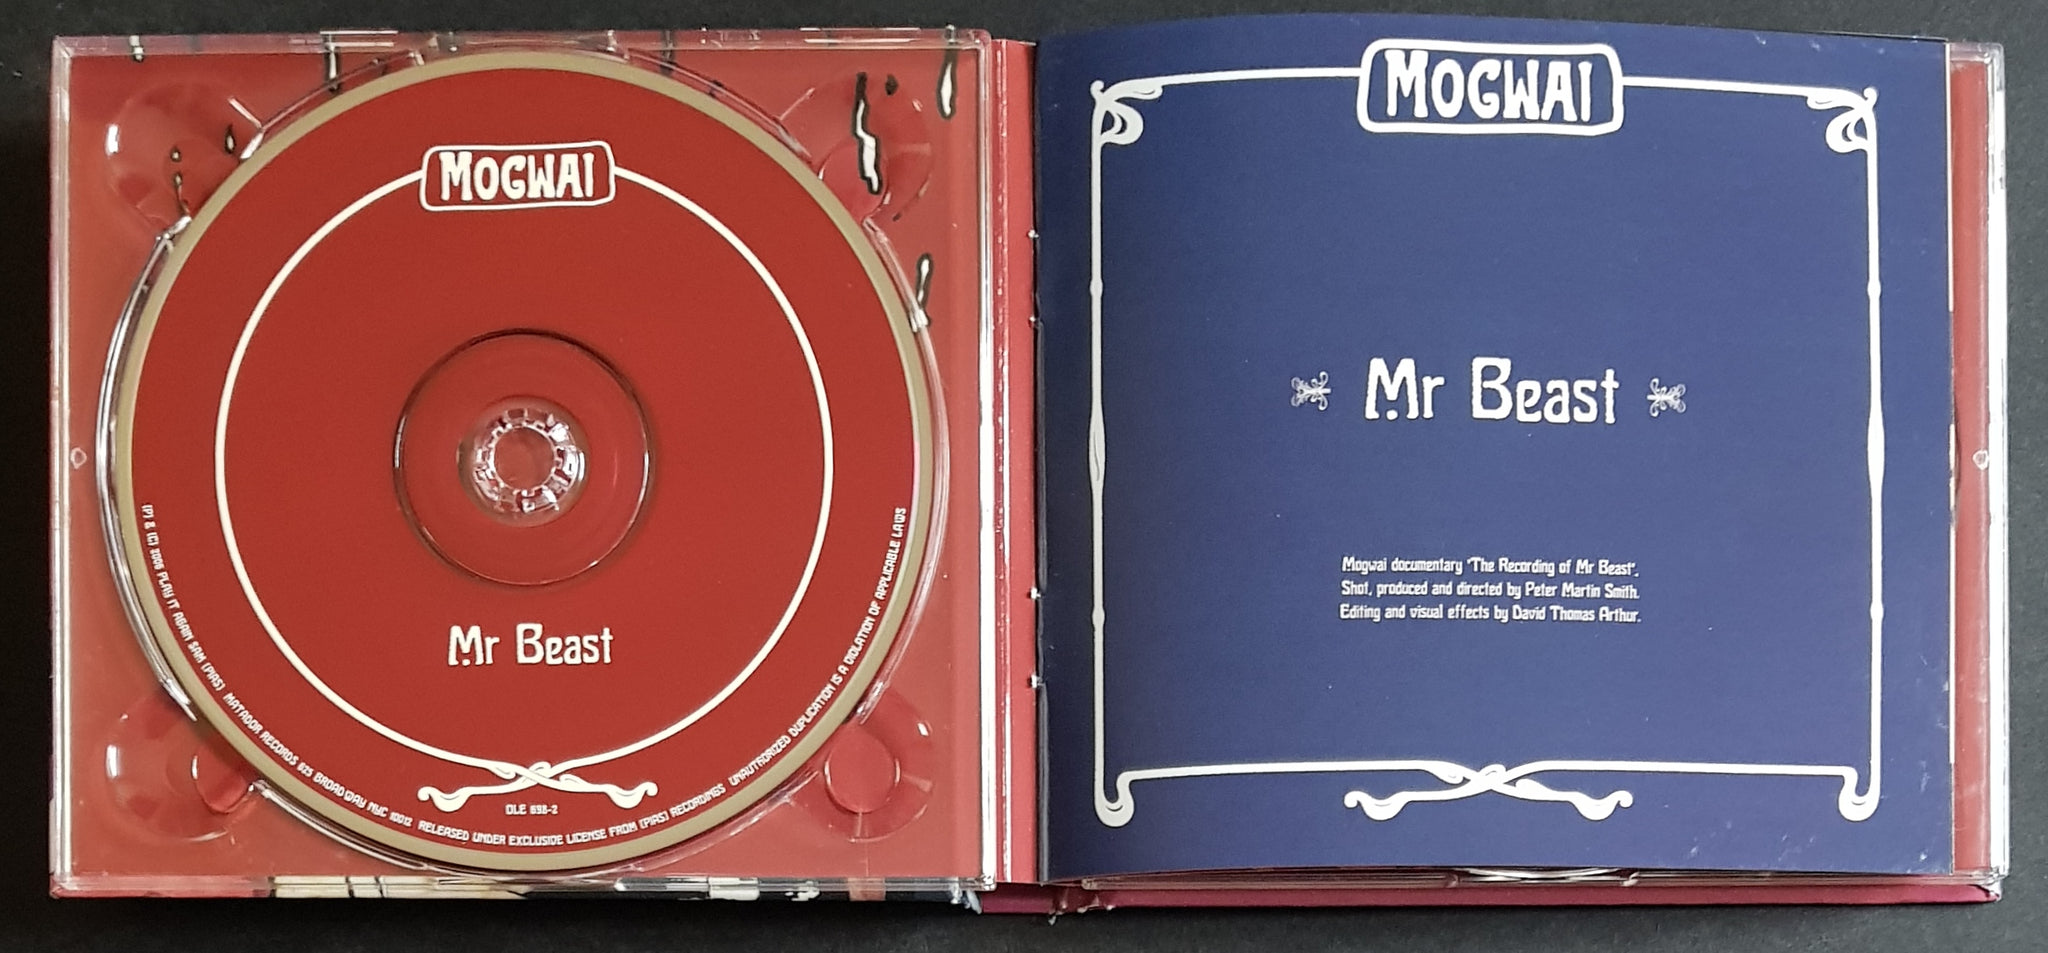 MOGWAI
Mr Beast
OLE 698-2
(P) & (C) 2006 PLAY IT AGAIN SAM [PIAS] MATADOR RECORDS 625 BROADWAY NYC 10012 RELEASED UNDER EXCLUSIVE LICENSE FROM [PIAS] RECORDINGS UNAUTHORIZED DUPLICATION IS A VIOLATION OF APPLICABLE LAWS
MOGWAI
Mr Beast
Mogwai documentary "The Recording of Mr Beast".
Shot, produced and directed by Peter Martin Smith.
Editing and visual effects by David Thomas Arthur.